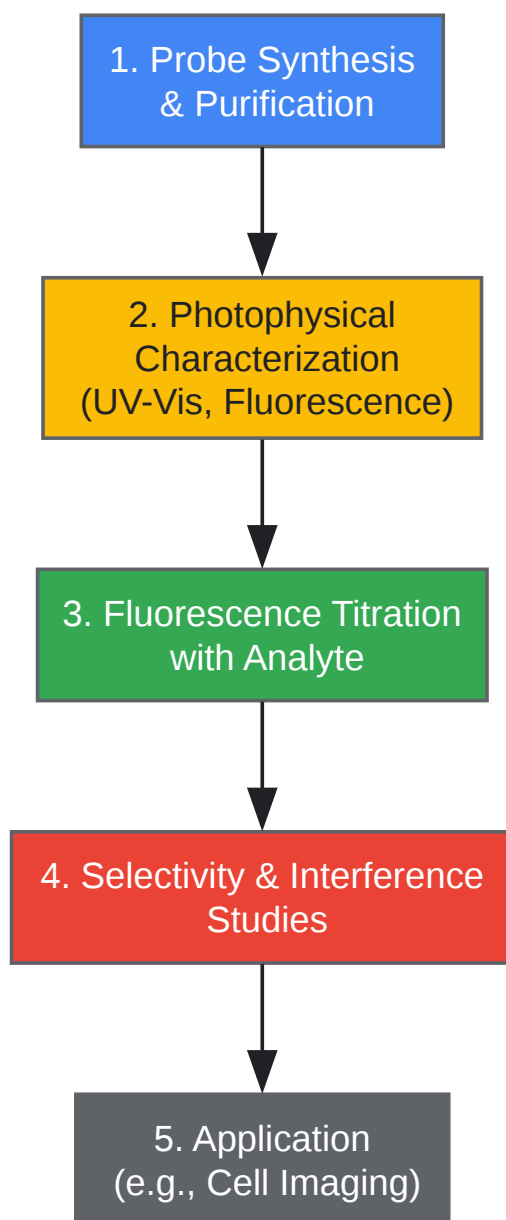 1. Probe Synthesis
& Purification
2. Photophysical
Characterization
(UV-Vis, Fluorescence)
3. Fluorescence Titration
with Analyte
4. Selectivity & Interference
Studies
5. Application
(e.g., Cell Imaging)